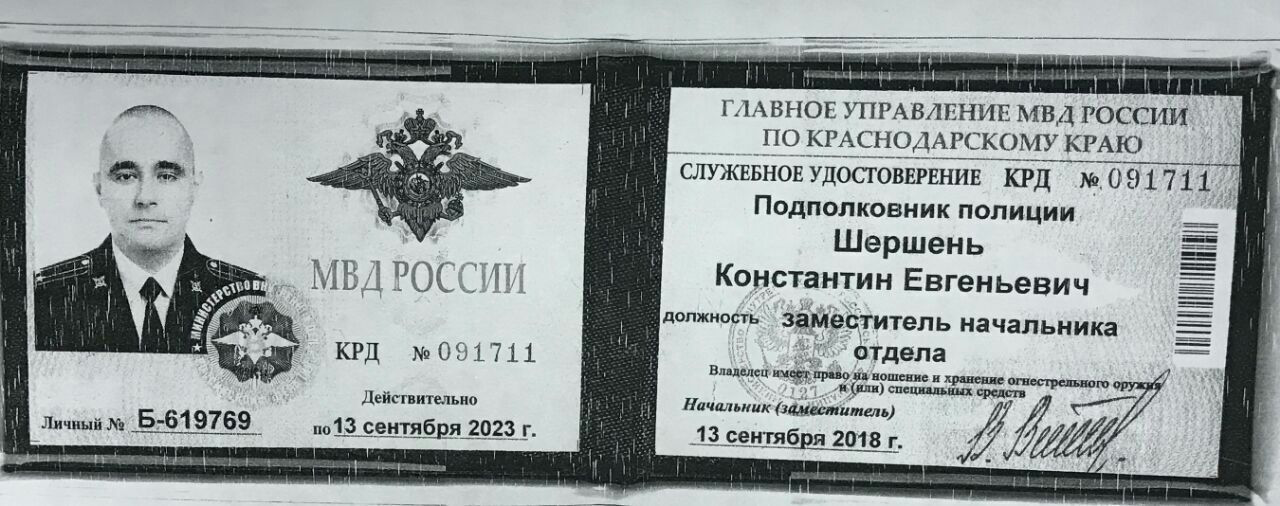 МВД РОССИИ
КРД № 091711
Действительно
по 13 сентября 2023 г.
Личный № Б-619769
МИНИСТЕРСТВО
ГЛАВНОЕ УПРАВЛЕНИЕ МВД РОССИИ
ПО КРАСНОДАРСКОМУ КРАЮ
СЛУЖЕБНОЕ УДОСТОВЕРЕНИЕ КРД № 091711
Подполковник полиции
Шершень
Константин Евгеньевич
должность заместитель начальника
отдела
Владелец имеет право на ношение и хранение огнестрельного оружия
и (или) специальных средств
Начальник (заместитель)
13 сентября 2018 г.